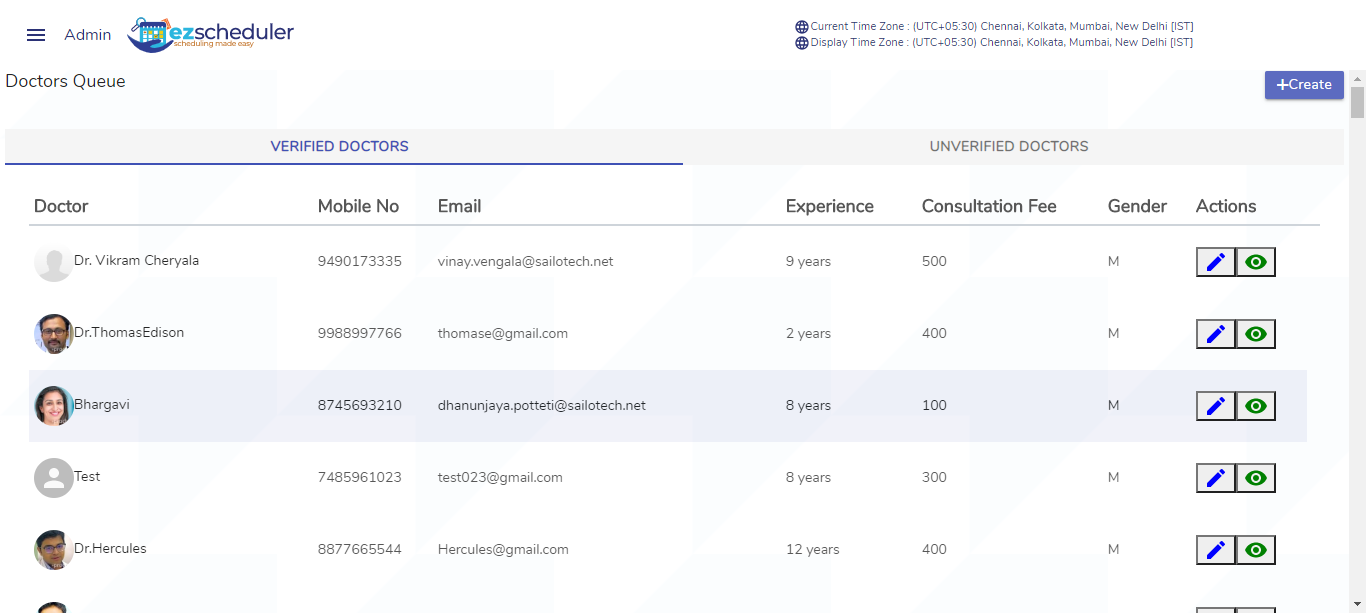 Admin
ezscheduler
scheduling made easy
Current Time Zone : (UTC+05:30) Chennai, Kolkata, Mumbai, New Delhi [IST]
Display Time Zone : (UTC+05:30) Chennai, Kolkata, Mumbai, New Delhi [IST]
Doctors Queue
+Create
VERIFIED DOCTORS UNVERIFIED DOCTORS
Doctor Mobile No Email Experience Consultation Fee Gender Actions
Dr. Vikram Cheryala 9490173335 vinay.vengala@sailotech.net 9 years 500 M
Dr.ThomasEdison 9988997766 thomase@gmail.com 2 years 400 M
Bhargavi 8745693210 dhanunjaya.potteti@sailotech.net 8 years 100 M
Test 7485961023 test023@gmail.com 8 years 300 M
Dr.Hercules 8877665544 Hercules@gmail.com 12 years 400 M